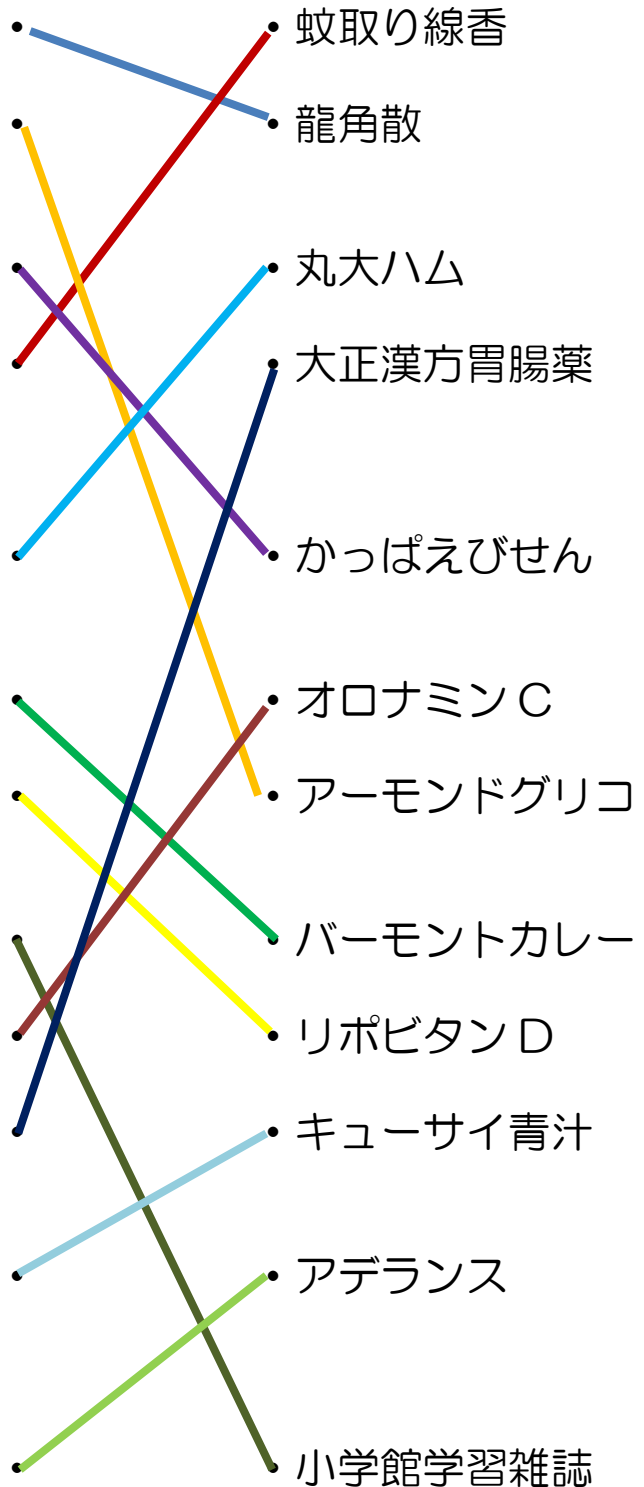 蚊取り線香
龍角散
丸大ハム
大正漢方胃腸薬
かっぱえびせん
オロナミンC
アーモンドグリコ
バーモントカレー
リポビタンD
キューサイ青汁
アデランス
小学館学習雑誌